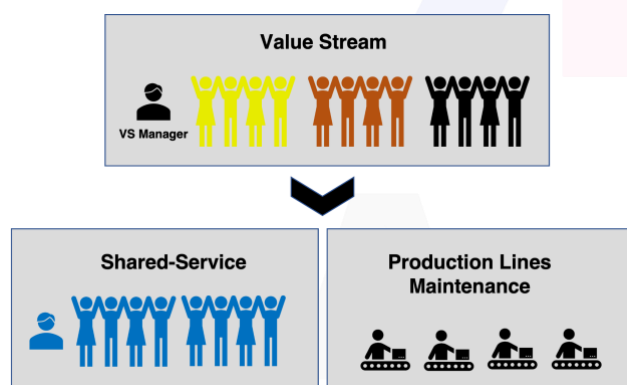 Value Stream
VS Manager
Shared-Service
Production Lines
Maintenance